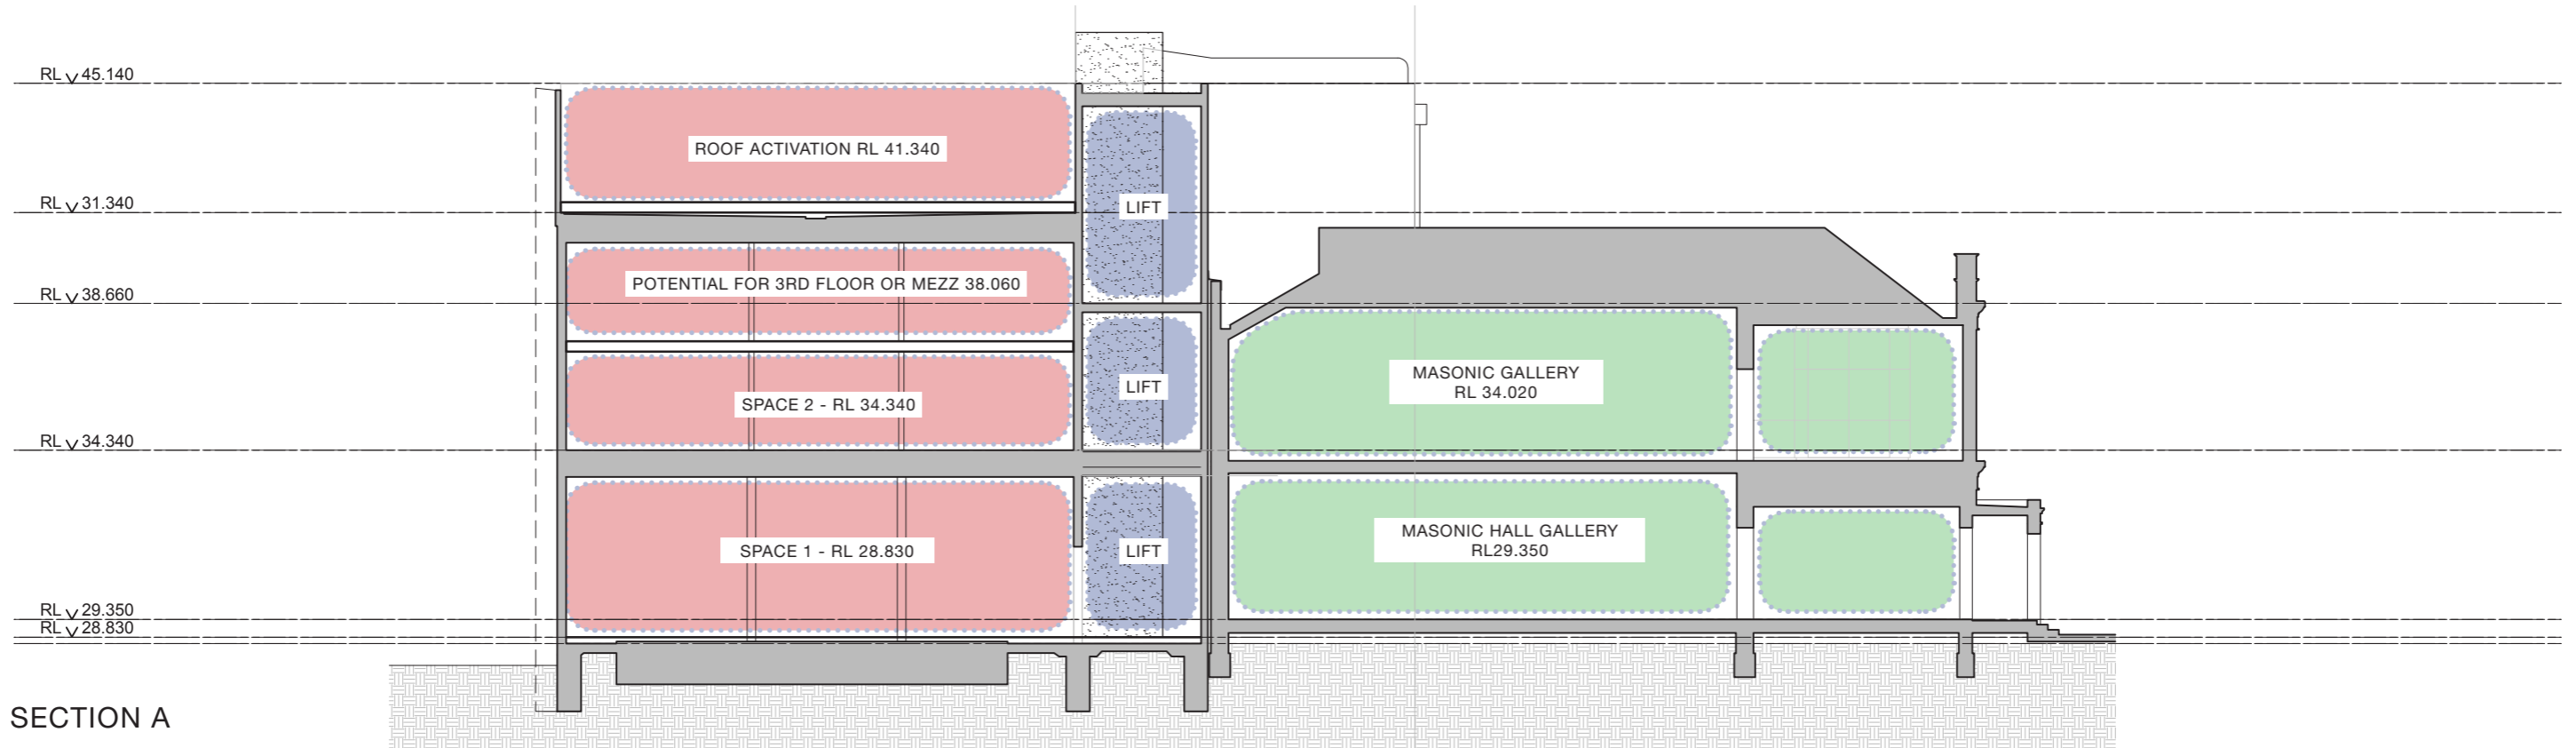 RL 45.140
ROOF ACTIVATION RL 41.340
RL 31.340
LIFT
POTENTIAL FOR 3RD FLOOR OR MEZZ 38.060
RL 38.660
MASONIC GALLERY
RL 34.020
LIFT
SPACE 2 - RL 34.340
RL 34.340
MASONIC HALL GALLERY
RL29.350
SPACE 1 - RL 28.830
LIFT
RL 29.350
RL 28.830
SECTION A